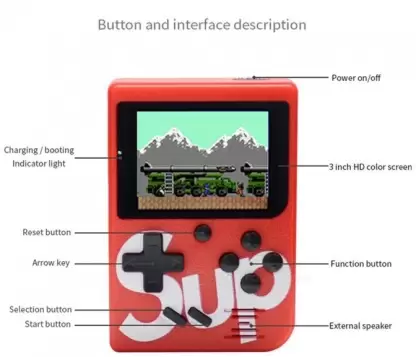 Button and interface description
Power on/off
Charging / booting
Indicator light
3 inch HD color screen
Reset button
Arrow key
Function button
Selection button
Start button
External speaker
Sup